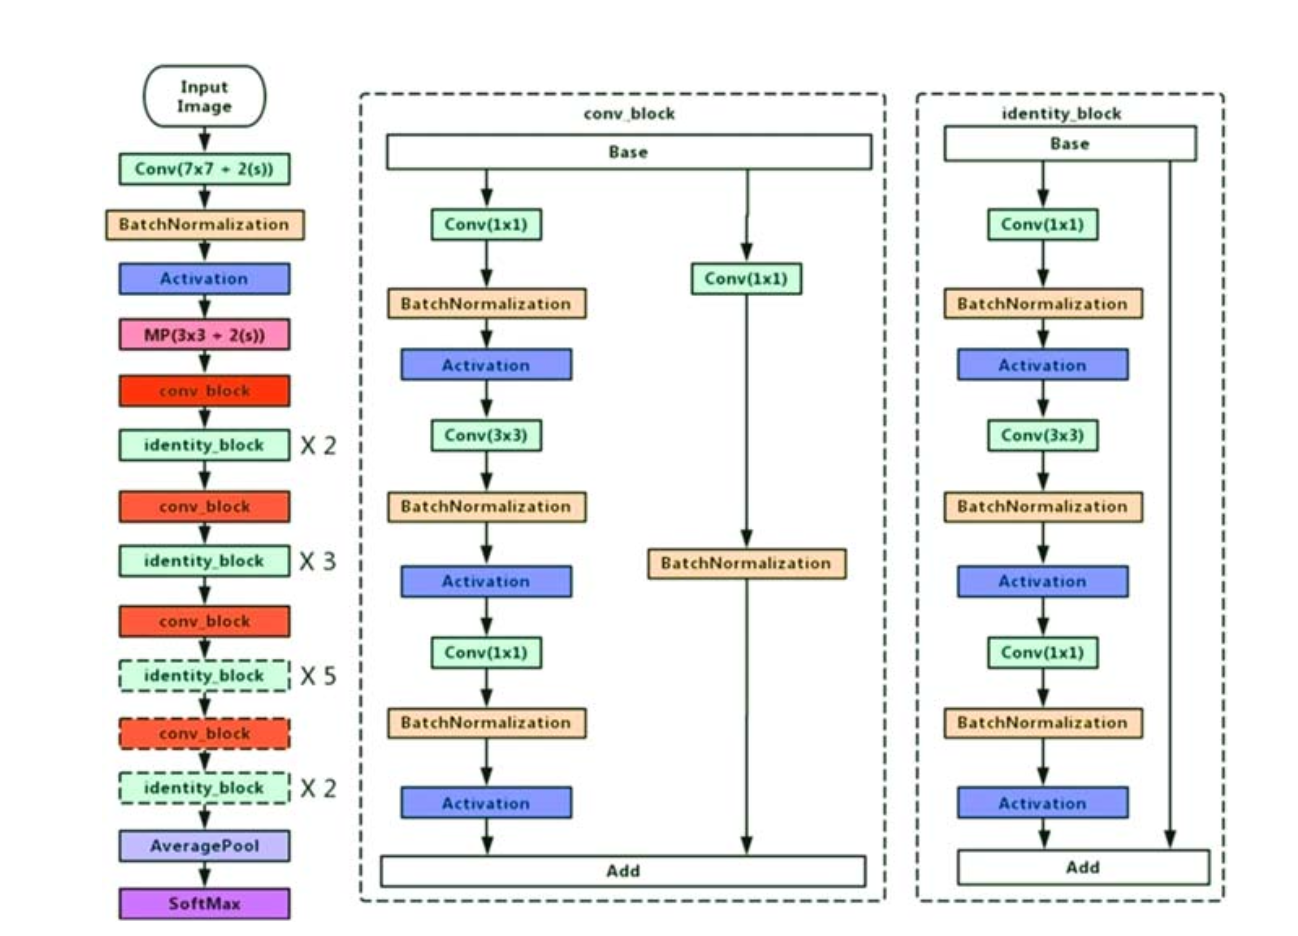 Input
Image
Conv(7x7 + 2(s))
BatchNormalization
Activation
MP(3x3 + 2(s))
conv_block
identity_block X 2
conv_block
identity_block X 3
conv_block
identity_block X 5
conv_block
identity_block X 2
AveragePool
SoftMax
conv_block
Base
Conv(1x1)
BatchNormalization
Activation
Conv(3x3)
BatchNormalization
Activation
Conv(1x1)
BatchNormalization
Activation
Conv(1x1)
BatchNormalization
Add
identity_block
Base
Conv(1x1)
BatchNormalization
Activation
Conv(3x3)
BatchNormalization
Activation
Conv(1x1)
BatchNormalization
Activation
Add